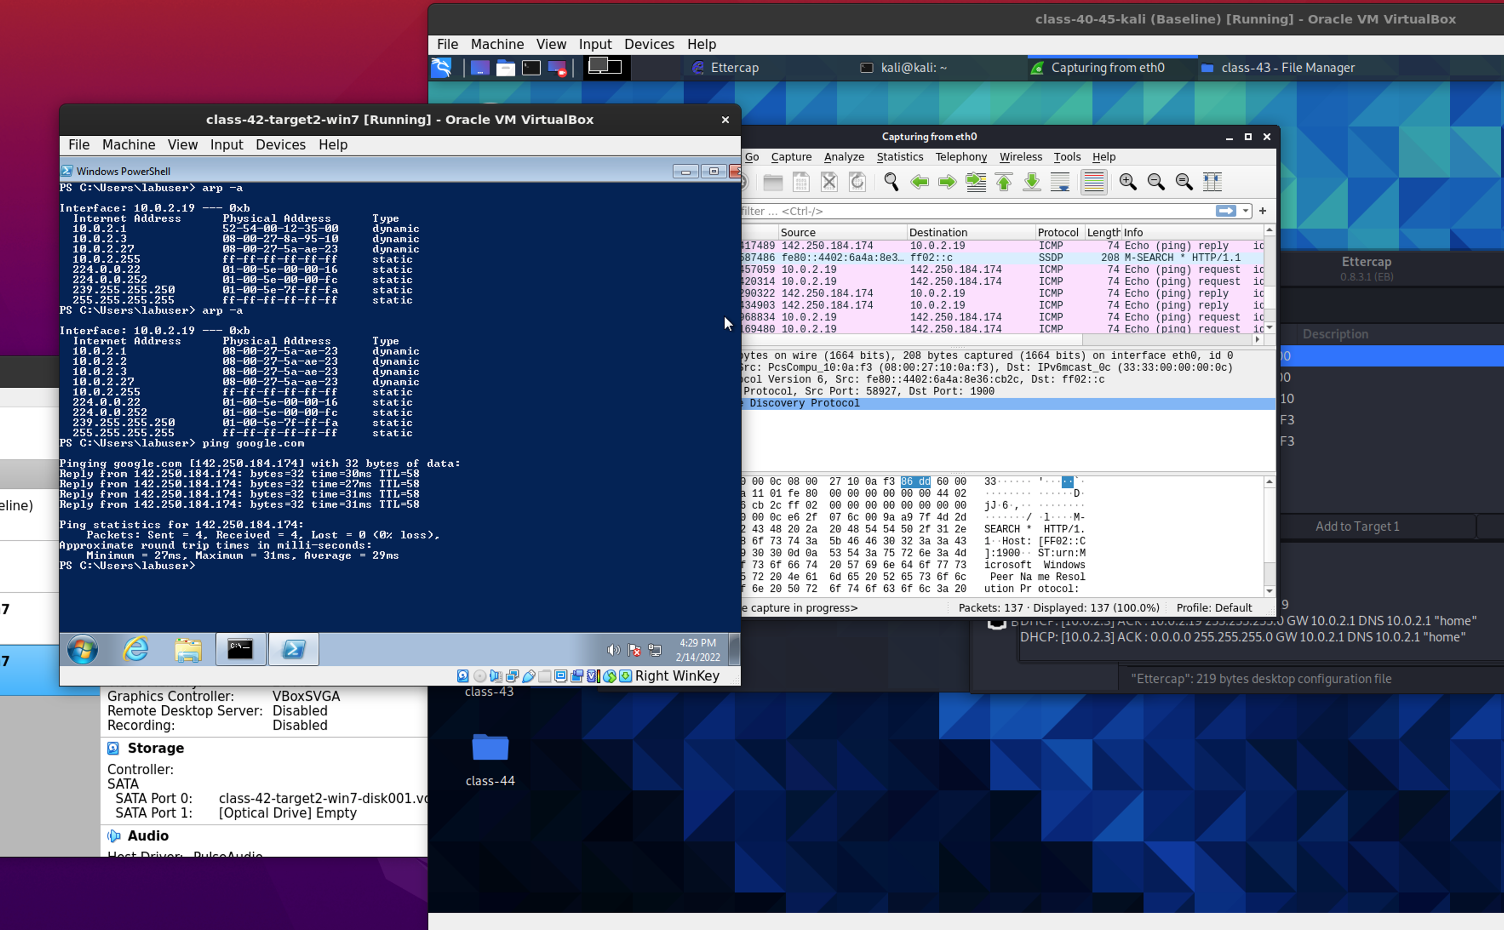 class-40-45-kali (Baseline) [Running] - Oracle VM VirtualBox
File Machine View Input Devices Help
Ettercap
kali@kali: ~
Capturing from eth0
class-43 - File Manager
class-42-target2-win7 [Running] - Oracle VM VirtualBox
File Machine View Input Devices Help
Windows PowerShell
PS C:\Users\labuser> arp -a
Interface: 10.0.2.19 --- 0xb
Internet Address Physical Address Type
10.0.2.1 52-54-00-12-35-00 dynamic
10.0.2.3 08-00-27-8a-95-10 dynamic
10.0.2.27 08-00-27-5a-ae-23 dynamic
10.0.2.255 ff-ff-ff-ff-ff-ff static
224.0.0.22 01-00-5e-00-00-16 static
224.0.0.252 01-00-5e-00-00-fc static
239.255.255.250 01-00-5e-7f-ff-fa static
255.255.255.255 ff-ff-ff-ff-ff-ff static
PS C:\Users\labuser> arp -a
Interface: 10.0.2.19 --- 0xb
Internet Address Physical Address Type
10.0.2.1 08-00-27-5a-ae-23 dynamic
10.0.2.2 08-00-27-5a-ae-23 dynamic
10.0.2.3 08-00-27-5a-ae-23 dynamic
10.0.2.27 08-00-27-5a-ae-23 dynamic
10.0.2.255 ff-ff-ff-ff-ff-ff static
224.0.0.22 01-00-5e-00-00-16 static
224.0.0.252 01-00-5e-00-00-fc static
239.255.255.250 01-00-5e-7f-ff-fa static
255.255.255.255 ff-ff-ff-ff-ff-ff static
PS C:\Users\labuser> ping google.com
Pinging google.com [142.250.184.174] with 32 bytes of data:
Reply from 142.250.184.174: bytes=32 time=30ms TTL=58
Reply from 142.250.184.174: bytes=32 time=27ms TTL=58
Reply from 142.250.184.174: bytes=32 time=31ms TTL=58
Reply from 142.250.184.174: bytes=32 time=31ms TTL=58
Ping statistics for 142.250.184.174:
Packets: Sent = 4, Received = 4, Lost = 0 (0% loss),
Approximate round trip times in milli-seconds:
Minimum = 27ms, Maximum = 31ms, Average = 29ms
PS C:\Users\labuser>
4:29 PM
2/14/2022
Right WinKey
Capturing from eth0
Go Capture Analyze Statistics Telephony Wireless Tools Help
filter ... <Ctrl-/>
Source Destination Protocol Length Info
417489 142.250.184.174 10.0.2.19 ICMP 74 Echo (ping) reply id
587486 fe80::4402:6a4a:8e3… ff02::c SSDP 208 M-SEARCH * HTTP/1.1
457059 10.0.2.19 142.250.184.174 ICMP 74 Echo (ping) request id
420314 10.0.2.19 142.250.184.174 ICMP 74 Echo (ping) request id
290322 142.250.184.174 10.0.2.19 ICMP 74 Echo (ping) reply id
434903 142.250.184.174 10.0.2.19 ICMP 74 Echo (ping) reply id
968834 10.0.2.19 142.250.184.174 ICMP 74 Echo (ping) request id
169480 10.0.2.19 142.250.184.174 ICMP 74 Echo (ping) request id
bytes on wire (1664 bits), 208 bytes captured (1664 bits) on interface eth0, id 0
Src: PcsCompu_10:0a:f3 (08:00:27:10:0a:f3), Dst: IPv6mcast_0c (33:33:00:00:00:0c)
col Version 6, Src: fe80::4402:6a4a:8e36:cb2c, Dst: ff02::c
Protocol, Src Port: 58927, Dst Port: 1900
e Discovery Protocol
0 00 0c 08 00 27 10 0a f3 86 dd 60 00 33······ '·····`·
a 11 01 fe 80 00 00 00 00 00 00 44 02 ········ ······D·
6 cb 2c ff 02 00 00 00 00 00 00 00 00 jJ·6·,·· ········
0 00 0c e6 2f 07 6c 00 9a a9 7f 4d 2d ·······/ ·l····M-
2 43 48 20 2a 20 48 54 54 50 2f 31 2e SEARCH * HTTP/1.
8 6f 73 74 3a 5b 46 46 30 32 3a 3a 43 1··Host: [FF02::C
9 30 30 0d 0a 53 54 3a 75 72 6e 3a 4d ]:1900·· ST:urn:M
f 73 6f 66 74 20 57 69 6e 64 6f 77 73 icrosoft Windows
5 72 20 4e 61 6d 65 20 52 65 73 6f 6c Peer Na me Resol
f 6e 20 50 72 6f 74 6f 63 6f 6c 3a 20 ution Pr otocol:
e capture in progress>
Packets: 137 · Displayed: 137 (100.0%)
Profile: Default
Ettercap
0.8.3.1 (EB)
Description
00
00
10
F3
F3
Add to Target 1
9
DHCP: [10.0.2.3] ACK : 10.0.2.19 255.255.255.0 GW 10.0.2.1 DNS 10.0.2.1 "home"
DHCP: [10.0.2.3] ACK : 0.0.0.0 255.255.255.0 GW 10.0.2.1 DNS 10.0.2.1 "home"
"Ettercap": 219 bytes desktop configuration file
class-43
class-44
eline)
7
7
Graphics Controller: VBoxSVGA
Remote Desktop Server: Disabled
Recording: Disabled
Storage
Controller:
SATA
SATA Port 0: class-42-target2-win7-disk001.v
SATA Port 1: [Optical Drive] Empty
Audio
Host Driver: PulseAudio